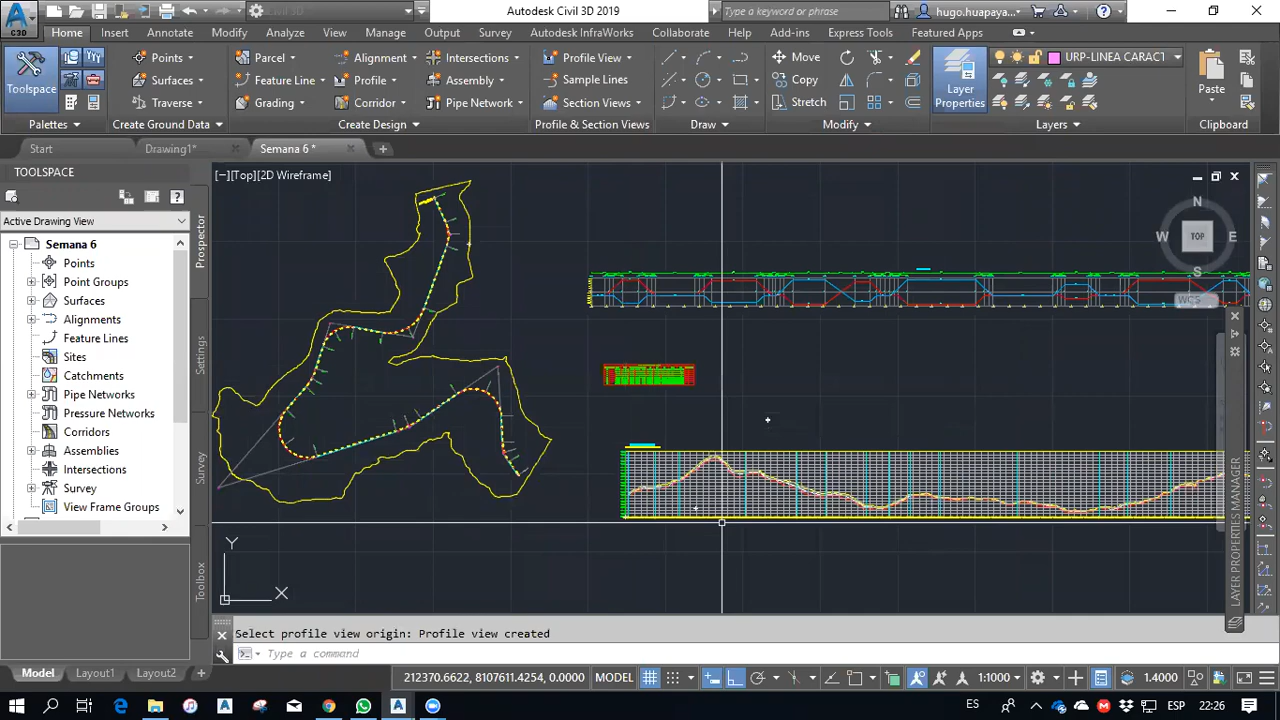 C3D
Civil 3D
Autodesk Civil 3D 2019
Type a keyword or phrase
hugo.huapaya...
Home Insert Annotate Modify Analyze View Manage Output Survey Autodesk InfraWorks Collaborate Help Add-ins Express Tools Featured Apps
Toolspace
Points
Surfaces
Traverse
Parcel
Feature Line
Grading
Alignment
Profile
Corridor
Intersections
Assembly
Pipe Network
Profile View
Sample Lines
Section Views
Move
Copy
Stretch
Layer
Properties
URP-LINEA CARACT
Paste
Palettes
Create Ground Data
Create Design
Profile & Section Views
Draw
Modify
Layers
Clipboard
Start
Drawing1*
Semana 6 *
TOOLSPACE
Active Drawing View
Semana 6
Points
Point Groups
Surfaces
Alignments
Feature Lines
Sites
Catchments
Pipe Networks
Pressure Networks
Corridors
Assemblies
Intersections
Survey
View Frame Groups
Prospector
Settings
Survey
Toolbox
[−][Top][2D Wireframe]
N
W TOP E
S
WCS
LAYER PROPERTIES MANAGER
Y
X
Select profile view origin: Profile view created
Type a command
Model Layout1 Layout2
212370.6622, 8107611.4254, 0.0000 MODEL
1:1000
1.4000
ES
ESP
22:26